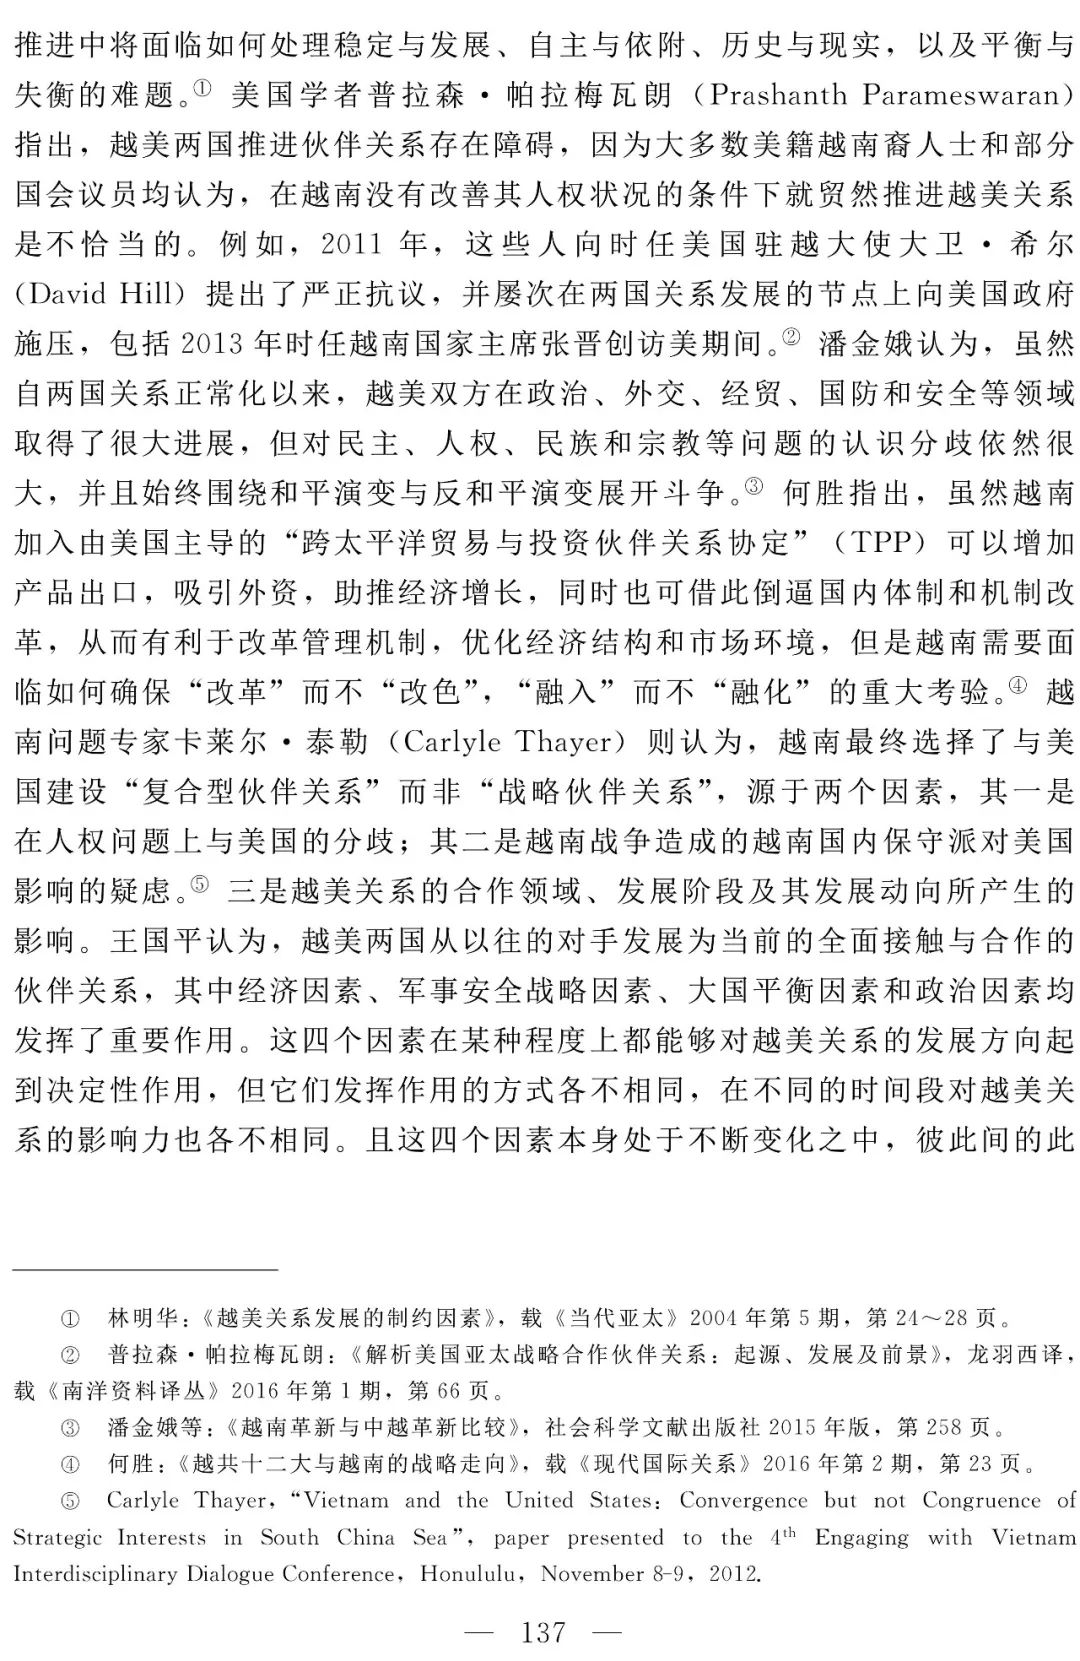 推进中将面临如何处理稳定与发展、自主与依附、历史与现实，以及平衡与
失衡的难题。① 美国学者普拉森·帕拉梅瓦朗（Prashanth Parameswaran）
指出，越美两国推进伙伴关系存在障碍，因为大多数美籍越南裔人士和部分
国会议员均认为，在越南没有改善其人权状况的条件下就贸然推进越美关系
是不恰当的。例如，2011 年，这些人向时任美国驻越大使大卫·希尔
（David Hill）提出了严正抗议，并屡次在两国关系发展的节点上向美国政府
施压，包括 2013 年时任越南国家主席张晋创访美期间。② 潘金娥认为，虽然
自两国关系正常化以来，越美双方在政治、外交、经贸、国防和安全等领域
取得了很大进展，但对民主、人权、民族和宗教等问题的认识分歧依然很
大，并且始终围绕和平演变与反和平演变展开斗争。③ 何胜指出，虽然越南
加入由美国主导的“跨太平洋贸易与投资伙伴关系协定”（TPP）可以增加
产品出口，吸引外资，助推经济增长，同时也可借此倒逼国内体制和机制改
革，从而有利于改革管理机制，优化经济结构和市场环境，但是越南需要面
临如何确保“改革”而不“改色”，“融入”而不“融化”的重大考验。④ 越
南问题专家卡莱尔·泰勒（Carlyle Thayer）则认为，越南最终选择了与美
国建设“复合型伙伴关系”而非“战略伙伴关系”，源于两个因素，其一是
在人权问题上与美国的分歧；其二是越南战争造成的越南国内保守派对美国
影响的疑虑。⑤ 三是越美关系的合作领域、发展阶段及其发展动向所产生的
影响。王国平认为，越美两国从以往的对手发展为当前的全面接触与合作的
伙伴关系，其中经济因素、军事安全战略因素、大国平衡因素和政治因素均
发挥了重要作用。这四个因素在某种程度上都能够对越美关系的发展方向起
到决定性作用，但它们发挥作用的方式各不相同，在不同的时间段对越美关
系的影响力也各不相同。且这四个因素本身处于不断变化之中，彼此间的此
① 林明华：《越美关系发展的制约因素》，载《当代亚太》2004 年第 5 期，第 24～28 页。
② 普拉森·帕拉梅瓦朗：《解析美国亚太战略合作伙伴关系：起源、发展及前景》，龙羽西译，
载《南洋资料译丛》2016 年第 1 期，第 66 页。
③ 潘金娥等：《越南革新与中越革新比较》，社会科学文献出版社 2015 年版，第 258 页。
④ 何胜：《越共十二大与越南的战略走向》，载《现代国际关系》2016 年第 2 期，第 23 页。
⑤ Carlyle Thayer，“Vietnam and the United States：Convergence but not Congruence of
Strategic Interests in South China Sea”，paper presented to the 4th Engaging with Vietnam
Interdisciplinary Dialogue Conference，Honululu，November 8-9，2012.
— 137 —